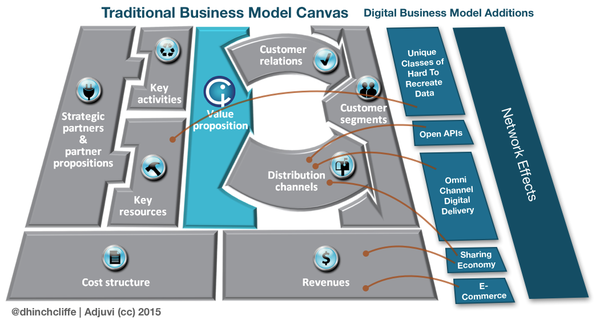 Traditional Business Model Canvas
Digital Business Model Additions
Strategic
partners
&
partner
propositions
Key
activities
Key
resources
Value
proposition
Customer
relations
Customer
segments
Distribution
channels
Cost structure
Revenues
Unique
Classes of
Hard To
Recreate
Data
Open APIs
Omni
Channel
Digital
Delivery
Sharing
Economy
E-
Commerce
Network Effects
@dhinchcliffe | Adjuvi (cc) 2015